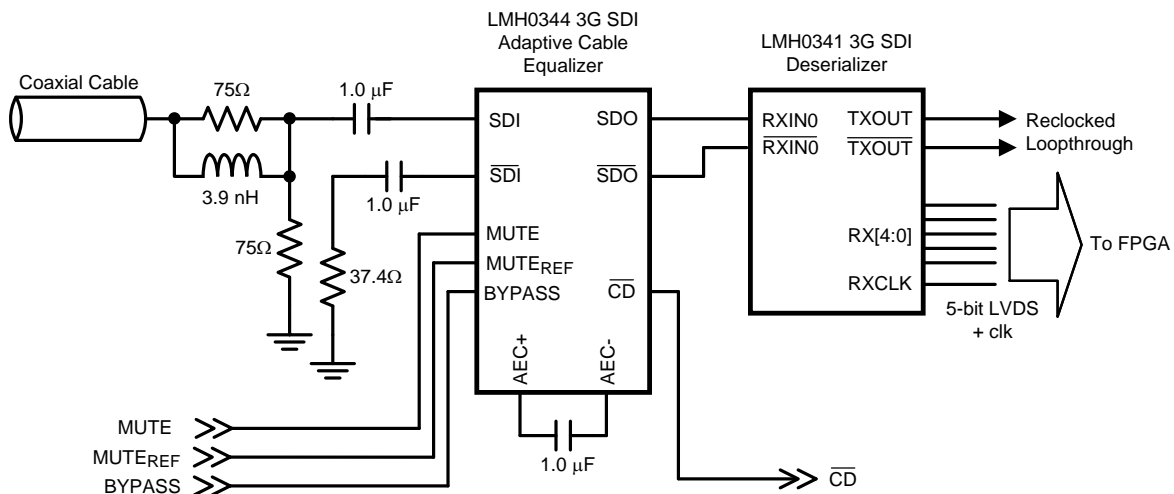 LMH0344 3G SDI
Adaptive Cable
Equalizer
LMH0341 3G SDI
Deserializer
Coaxial Cable
75Ω
3.9 nH
75Ω
1.0 μF
1.0 μF
37.4Ω
SDI
S̅D̅I̅
MUTE
MUTEREF
BYPASS
AEC+
AEC-
SDO
S̅D̅O̅
C̅D̅
1.0 μF
RXIN0
R̅X̅I̅N̅0̅
TXOUT
T̅X̅O̅U̅T̅
RX[4:0]
RXCLK
Reclocked
Loopthrough
To FPGA
5-bit LVDS
+ clk
MUTE
MUTEREF
BYPASS
C̅D̅